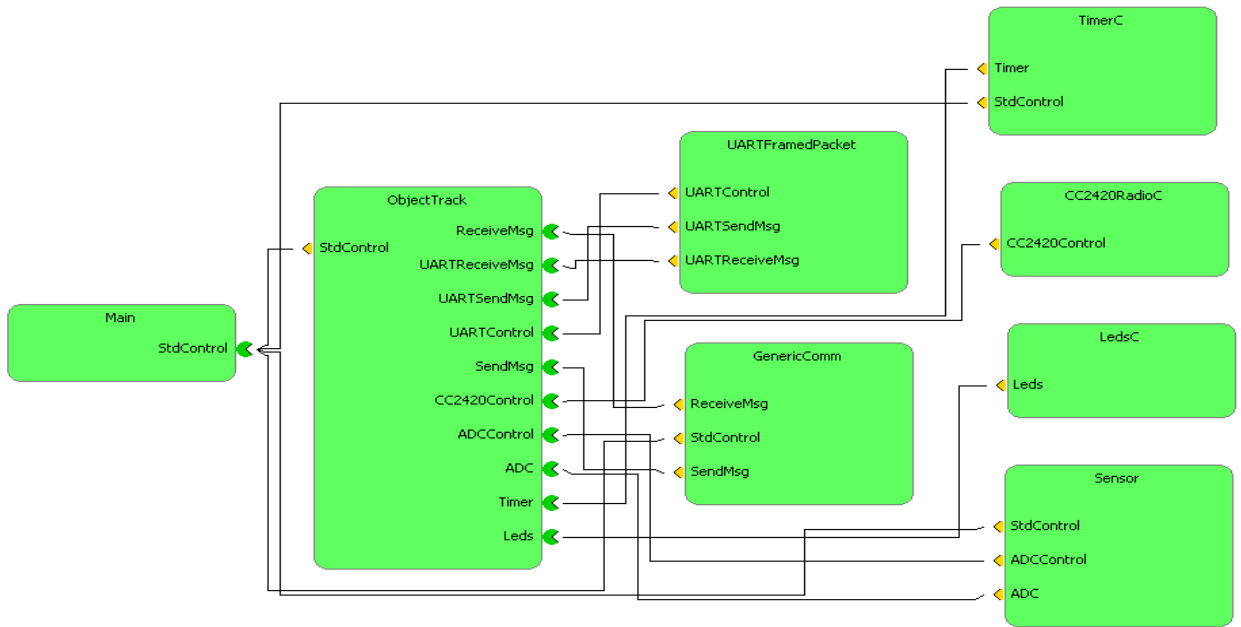 Main
StdControl
ObjectTrack
StdControl
ReceiveMsg
UARTReceiveMsg
UARTSendMsg
UARTControl
SendMsg
CC2420Control
ADCControl
ADC
Timer
Leds
UARTFramedPacket
UARTControl
UARTSendMsg
UARTReceiveMsg
GenericComm
ReceiveMsg
StdControl
SendMsg
TimerC
Timer
StdControl
CC2420RadioC
CC2420Control
LedsC
Leds
Sensor
StdControl
ADCControl
ADC